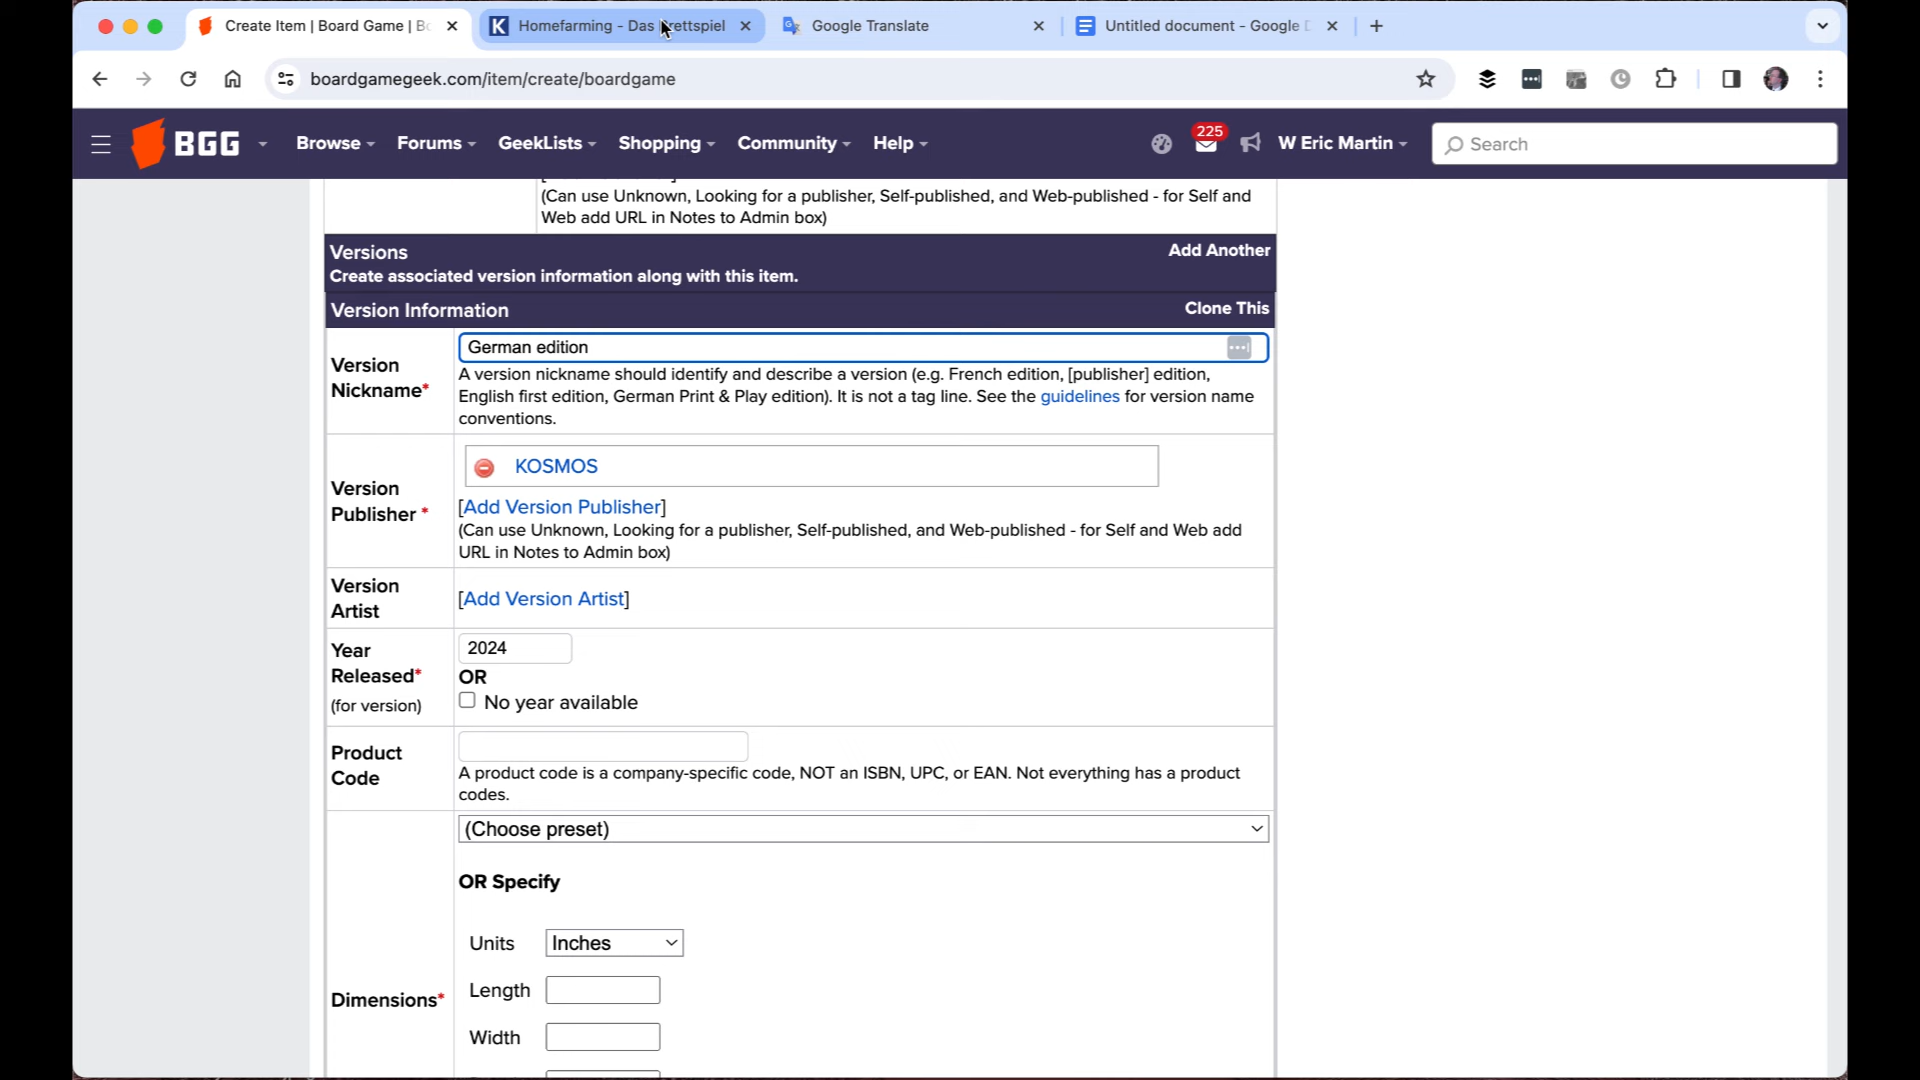 Create Item | Board Game | Bo
Homefarming - Das Brettspiel
Google Translate
Untitled document - Google D
boardgamegeek.com/item/create/boardgame
BGG
Browse
Forums
GeekLists
Shopping
Community
Help
225
W Eric Martin
Search
(Can use Unknown, Looking for a publisher, Self-published, and Web-published - for Self and
Web add URL in Notes to Admin box)
Versions
Add Another
Create associated version information along with this item.
Version Information
Clone This
Version
Nickname*
German edition
A version nickname should identify and describe a version (e.g. French edition, [publisher] edition,
English first edition, German Print & Play edition). It is not a tag line. See the guidelines for version name
conventions.
Version
Publisher *
KOSMOS
[Add Version Publisher]
(Can use Unknown, Looking for a publisher, Self-published, and Web-published - for Self and Web add
URL in Notes to Admin box)
Version
Artist
[Add Version Artist]
Year
Released*
(for version)
2024
OR
No year available
Product
Code
A product code is a company-specific code, NOT an ISBN, UPC, or EAN. Not everything has a product
codes.
(Choose preset)
OR Specify
Units
Inches
Length
Dimensions*
Width